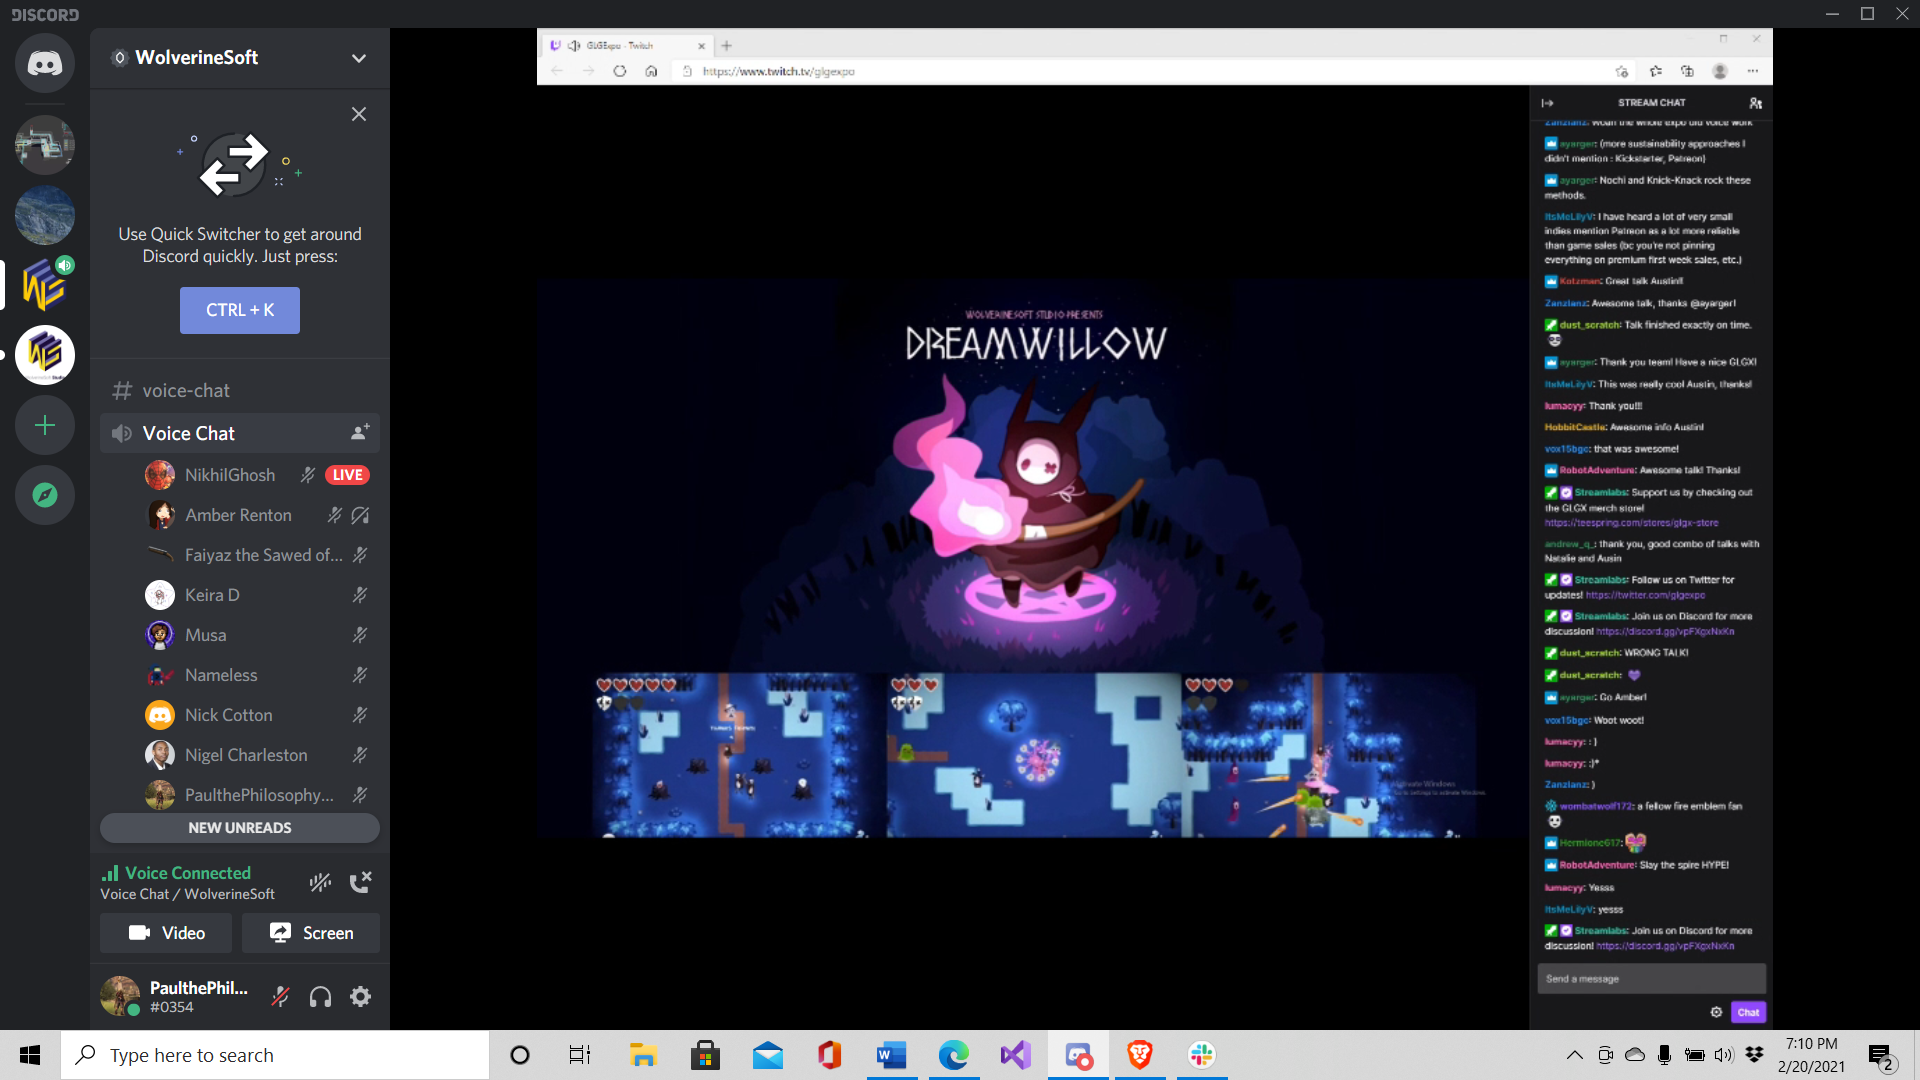 DISCORD
WolverineSoft
Use Quick Switcher to get around
Discord quickly. Just press:
CTRL + K
voice-chat
Voice Chat
NikhilGhosh
LIVE
Amber Renton
Faiyaz the Sawed of...
Keira D
Musa
Nameless
Nick Cotton
Nigel Charleston
PaulthePhilosophy...
NEW UNREADS
Voice Connected
Voice Chat / WolverineSoft
Video
Screen
PaulthePhil...
#0354
GLGExpo - Twitch
https://www.twitch.tv/glgexpo
WOLVERINESOFT STUDIO PRESENTS
DREAMWILLOW
Activate Windows
STREAM CHAT
Zanzlanz: Woah the whole expo did voice work
ayarger: (more sustainability approaches I
didn't mention : Kickstarter, Patreon)
ayarger: Nochi and Knick-Knack rock these
methods.
ItsMeLilyV: I have heard a lot of very small
indies mention Patreon as a lot more reliable
than game sales (bc you're not pinning
everything on premium first week sales, etc.)
Kotzman: Great talk Austin!!
Zanzlanz: Awesome talk, thanks @ayarger!
dust_scratch: Talk finished exactly on time.
ayarger: Thank you team! Have a nice GLGX!
ItsMeLilyV: This was really cool Austin, thanks!
lumacyy: Thank you!!!
HobbitCastle: Awesome info Austin!
vox15bgc: that was awesome!
RobotAdventure: Awesome talk! Thanks!
Streamlabs: Support us by checking out
the GLGX merch store!
https://teespring.com/stores/glgx-store
andrew_q_: thank you, good combo of talks with
Natalie and Ausin
Streamlabs: Follow us on Twitter for
updates! https://twitter.com/glgexpo
Streamlabs: Join us on Discord for more
discussion! https://discord.gg/vpFXgxNxKn
dust_scratch: WRONG TALK!
dust_scratch:
ayarger: Go Amber!
vox15bgc: Woot woot!
lumacyy: : )
lumacyy: :)*
Zanzlanz: )
wombatwolf172: a fellow fire emblem fan
Hermione617:
RobotAdventure: Slay the spire HYPE!
lumacyy: Yesss
ItsMeLilyV: yesss
Streamlabs: Join us on Discord for more
discussion! https://discord.gg/vpFXgxNxKn
Send a message
Chat
Type here to search
7:10 PM
2/20/2021
2